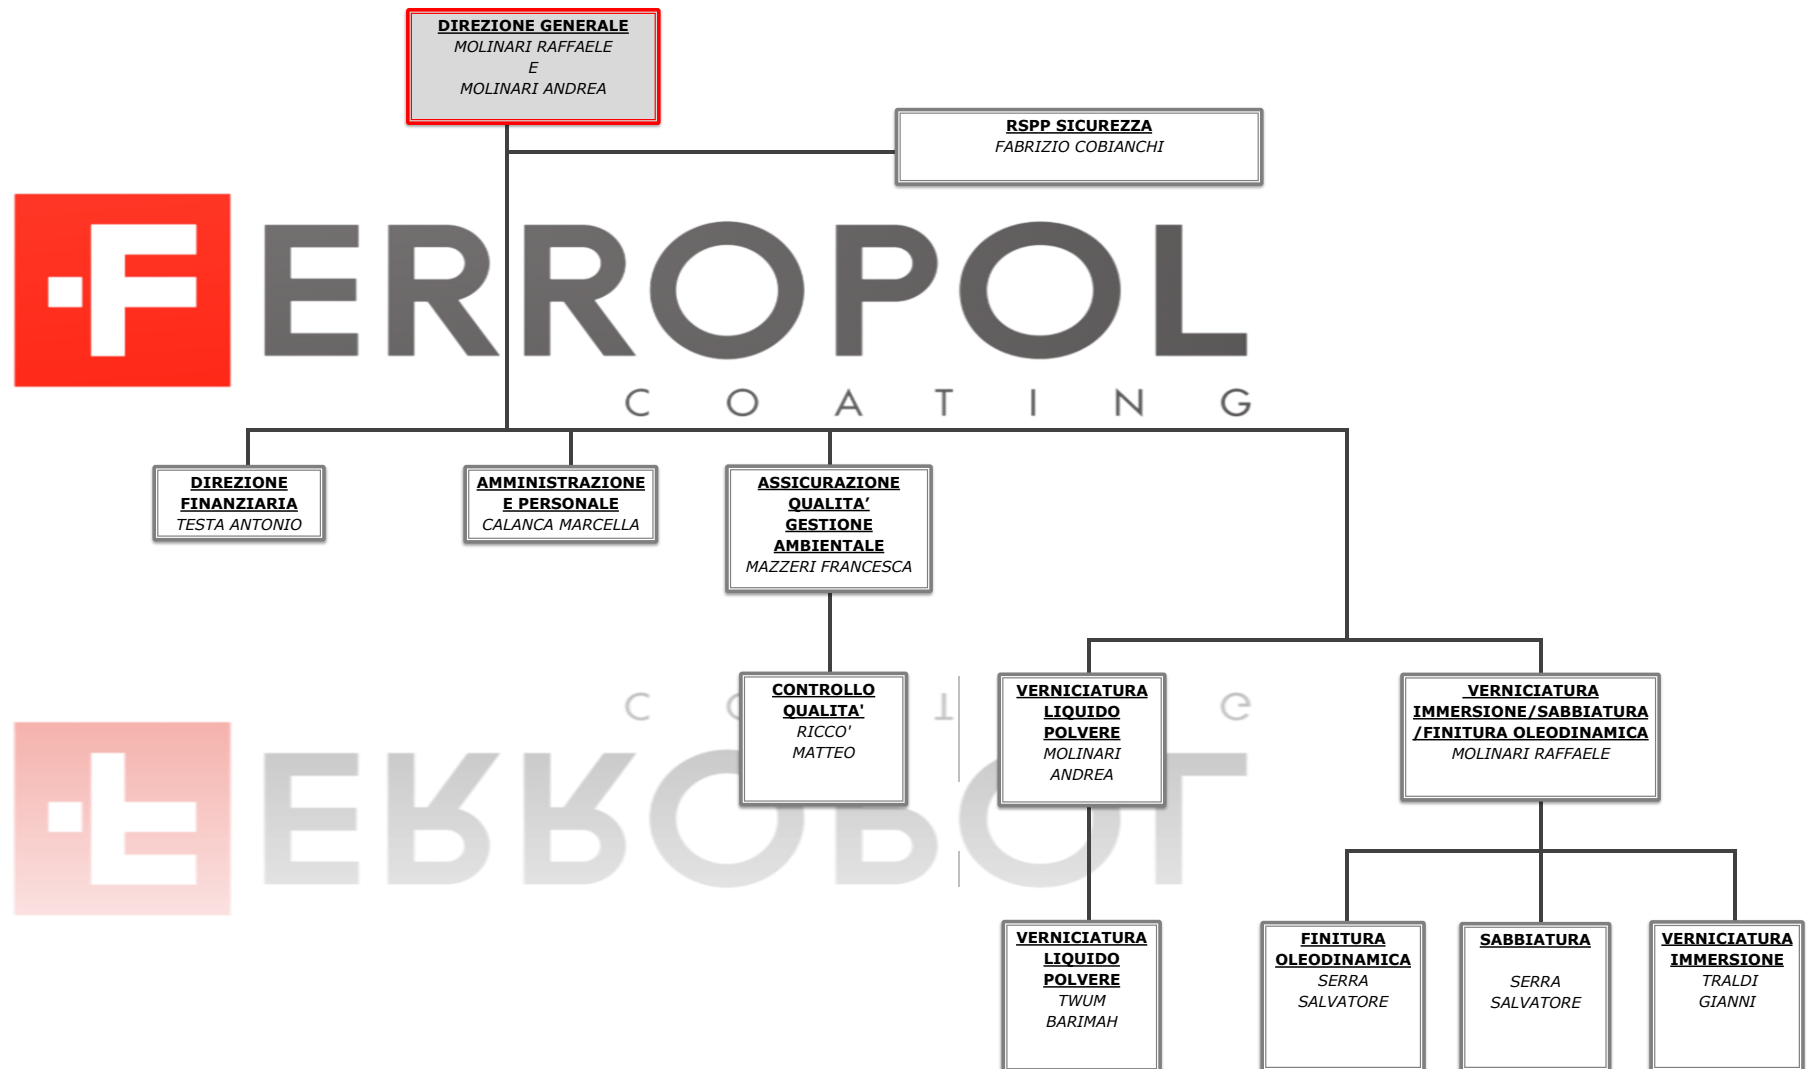 DIREZIONE GENERALE
MOLINARI RAFFAELE
E
MOLINARI ANDREA
RSPP SICUREZZA
FABRIZIO COBIANCHI
FERROPOL
COATING
DIREZIONE
FINANZIARIA
TESTA ANTONIO
AMMINISTRAZIONE
E PERSONALE
CALANCA MARCELLA
ASSICURAZIONE
QUALITA’
GESTIONE
AMBIENTALE
MAZZERI FRANCESCA
CONTROLLO
QUALITA'
RICCO'
MATTEO
VERNICIATURA
LIQUIDO
POLVERE
MOLINARI
ANDREA
VERNICIATURA
IMMERSIONE/SABBIATURA
/FINITURA OLEODINAMICA
MOLINARI RAFFAELE
VERNICIATURA
LIQUIDO
POLVERE
TWUM
BARIMAH
FINITURA
OLEODINAMICA
SERRA
SALVATORE
SABBIATURA
SERRA
SALVATORE
VERNICIATURA
IMMERSIONE
TRALDI
GIANNI